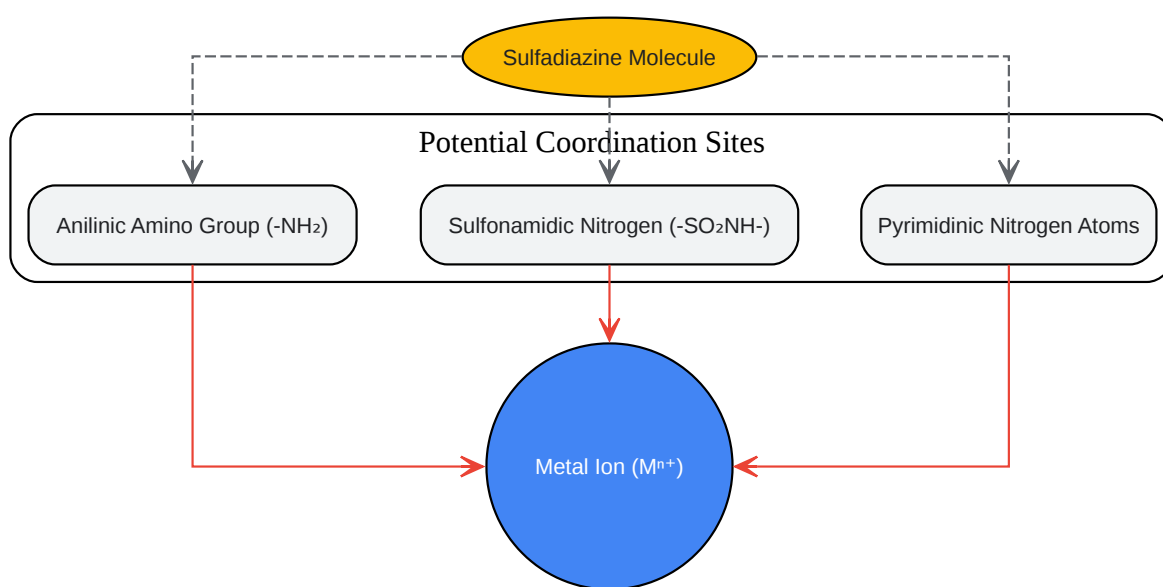 Sulfadiazine Molecule
Potential Coordination Sites
Anilinic Amino Group (-NH₂)
Sulfonamidic Nitrogen (-SO₂NH-)
Pyrimidinic Nitrogen Atoms
Metal Ion (Mⁿ⁺)